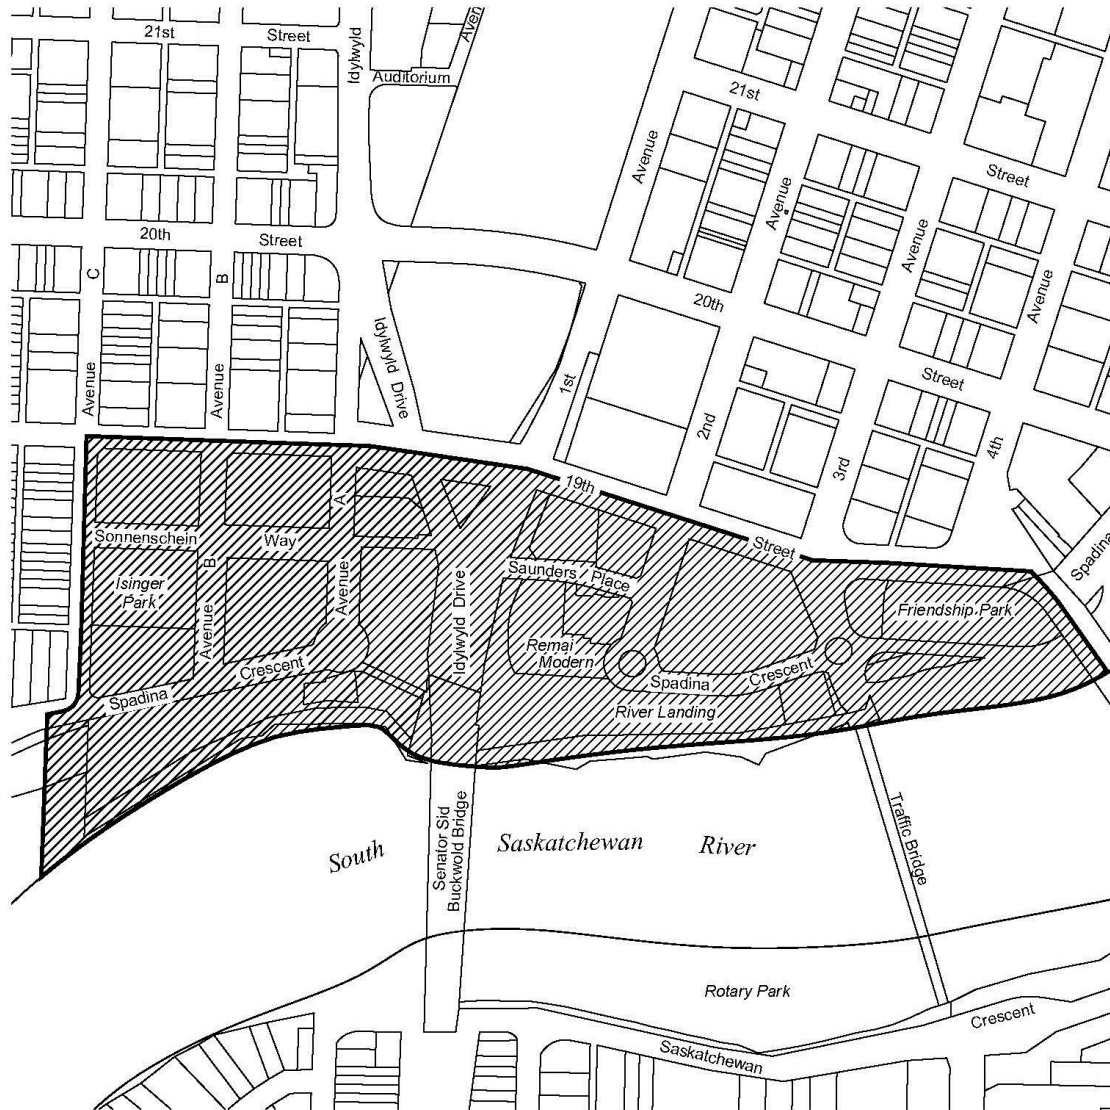 21st Street
Idylwyld
Avenue
Auditorium
21st
Avenue
Street
Avenue
20th Street
Avenue
Avenue
C
B
20th
Idylwyld Drive
Avenue
Avenue
1st
Street
2nd
4th
3rd
19th
Street
A
Sonnenschein Way
Saunders Place
Spadina
B
Isinger
Park
Avenue
Avenue
Idylwyld Drive
Friendship Park
Remai
Modern
Crescent
Spadina
Spadina
Crescent
River Landing
Senator Sid
Buckwold Bridge
Traffic Bridge
South Saskatchewan River
Rotary Park
Crescent
Saskatchewan